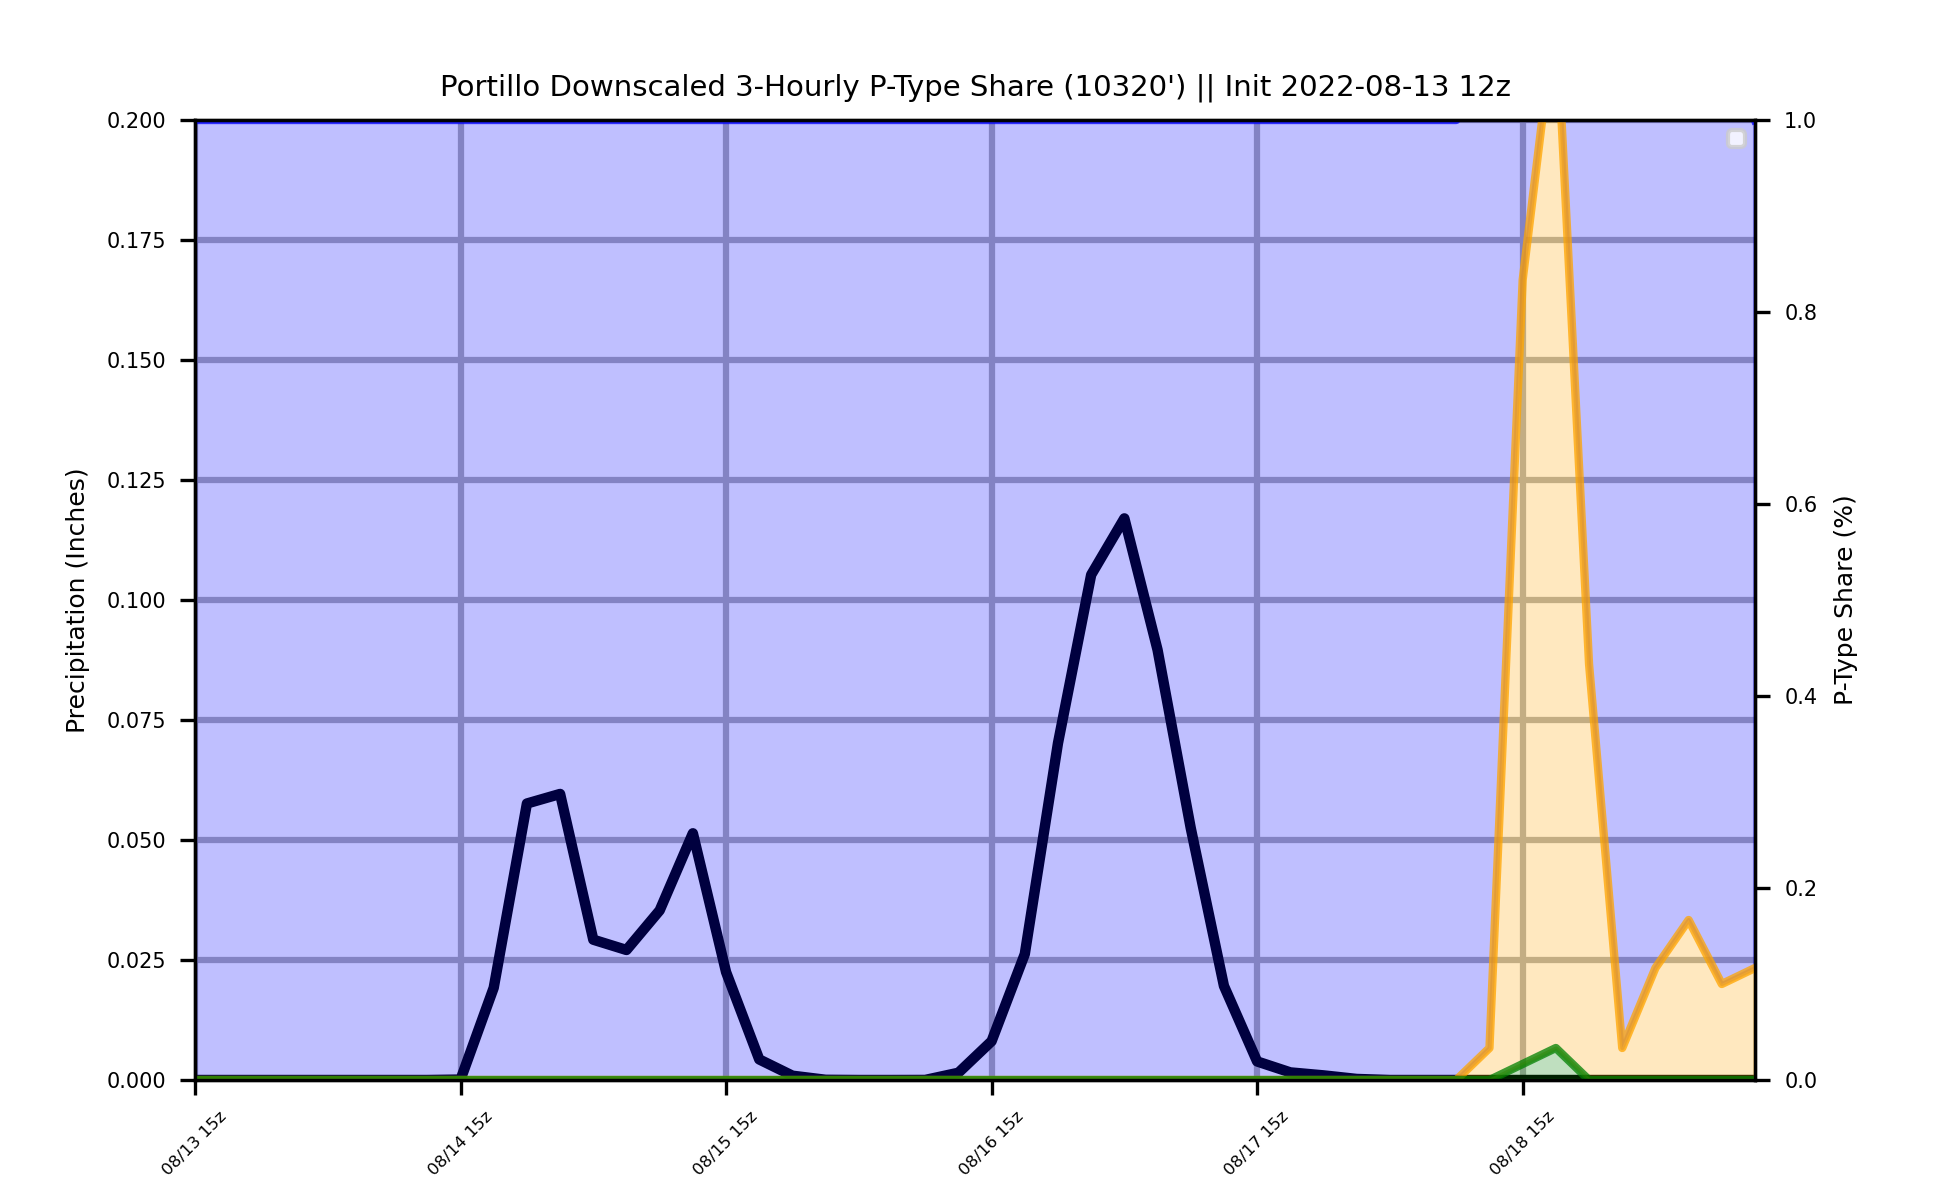 Portillo Downscaled 3-Hourly P-Type Share (10320') || Init 2022-08-13 12z
0.200
0.175
0.150
0.125
0.100
0.075
0.050
0.025
0.000
Precipitation (Inches)
1.0
0.8
0.6
0.4
0.2
0.0
P-Type Share (%)
08/13 15z
08/14 15z
08/15 15z
08/16 15z
08/17 15z
08/18 15z